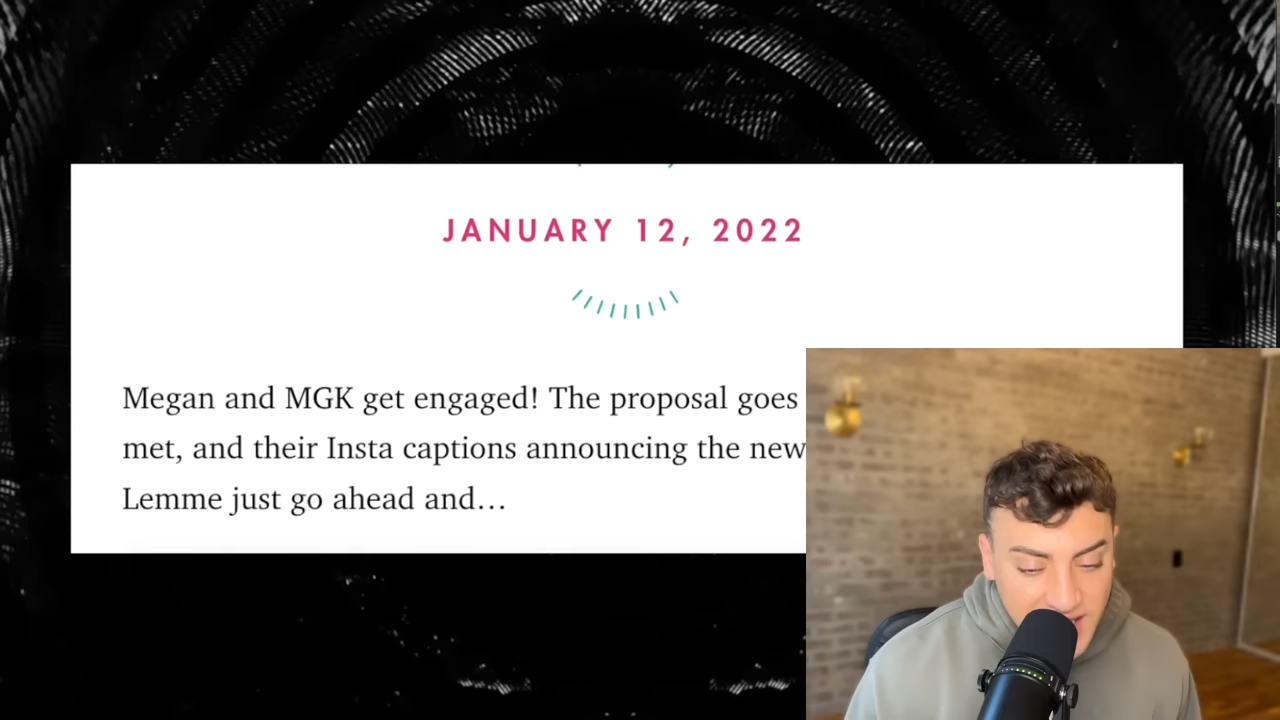 JANUARY 12, 2022
Megan and MGK get engaged! The proposal goes
met, and their Insta captions announcing the new
Lemme just go ahead and…